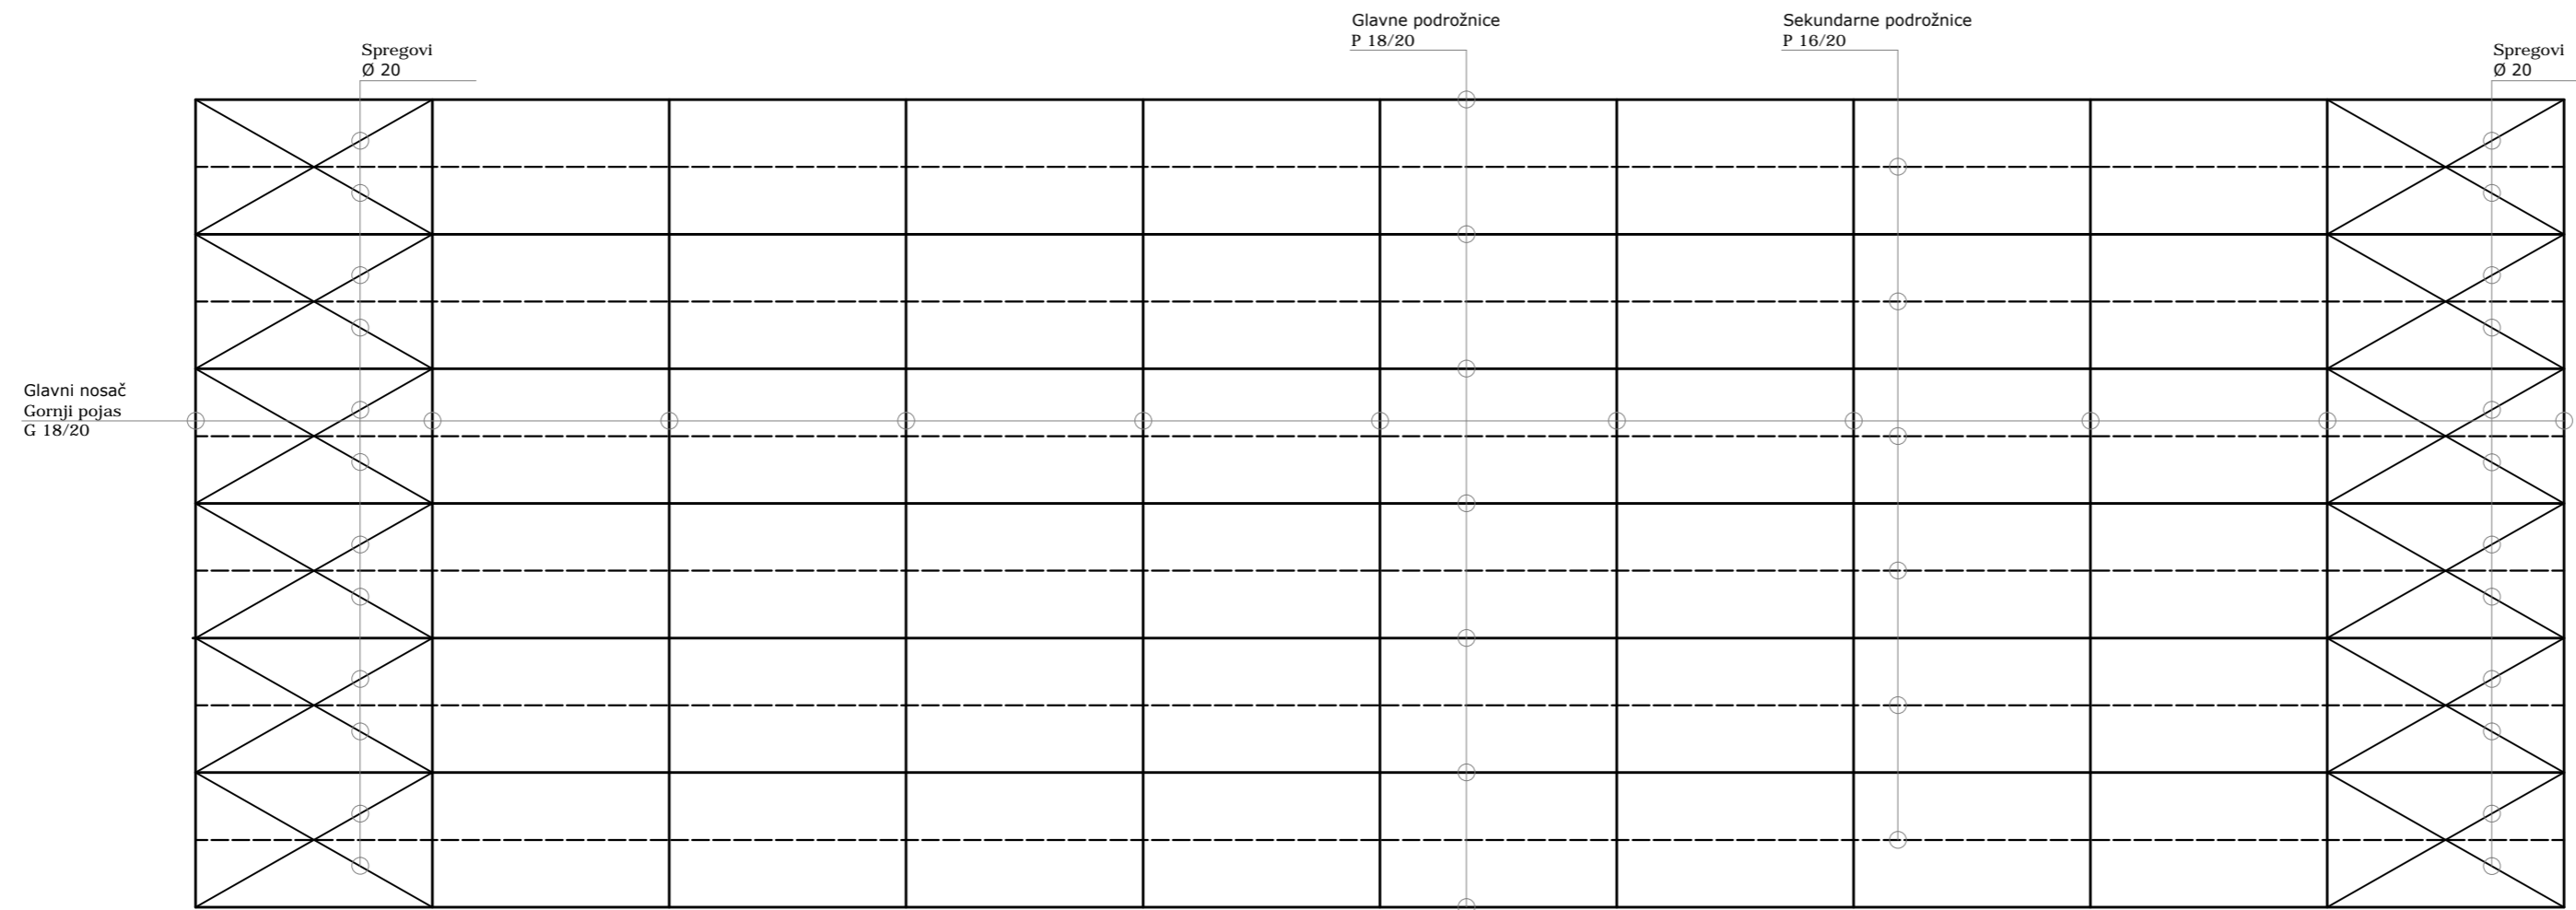 Glavne podrožnice
P 18/20
Sekundarne podrožnice
P 16/20
Spregovi
Ø 20
Spregovi
Ø 20
Glavni nosač
Gornji pojas
G 18/20